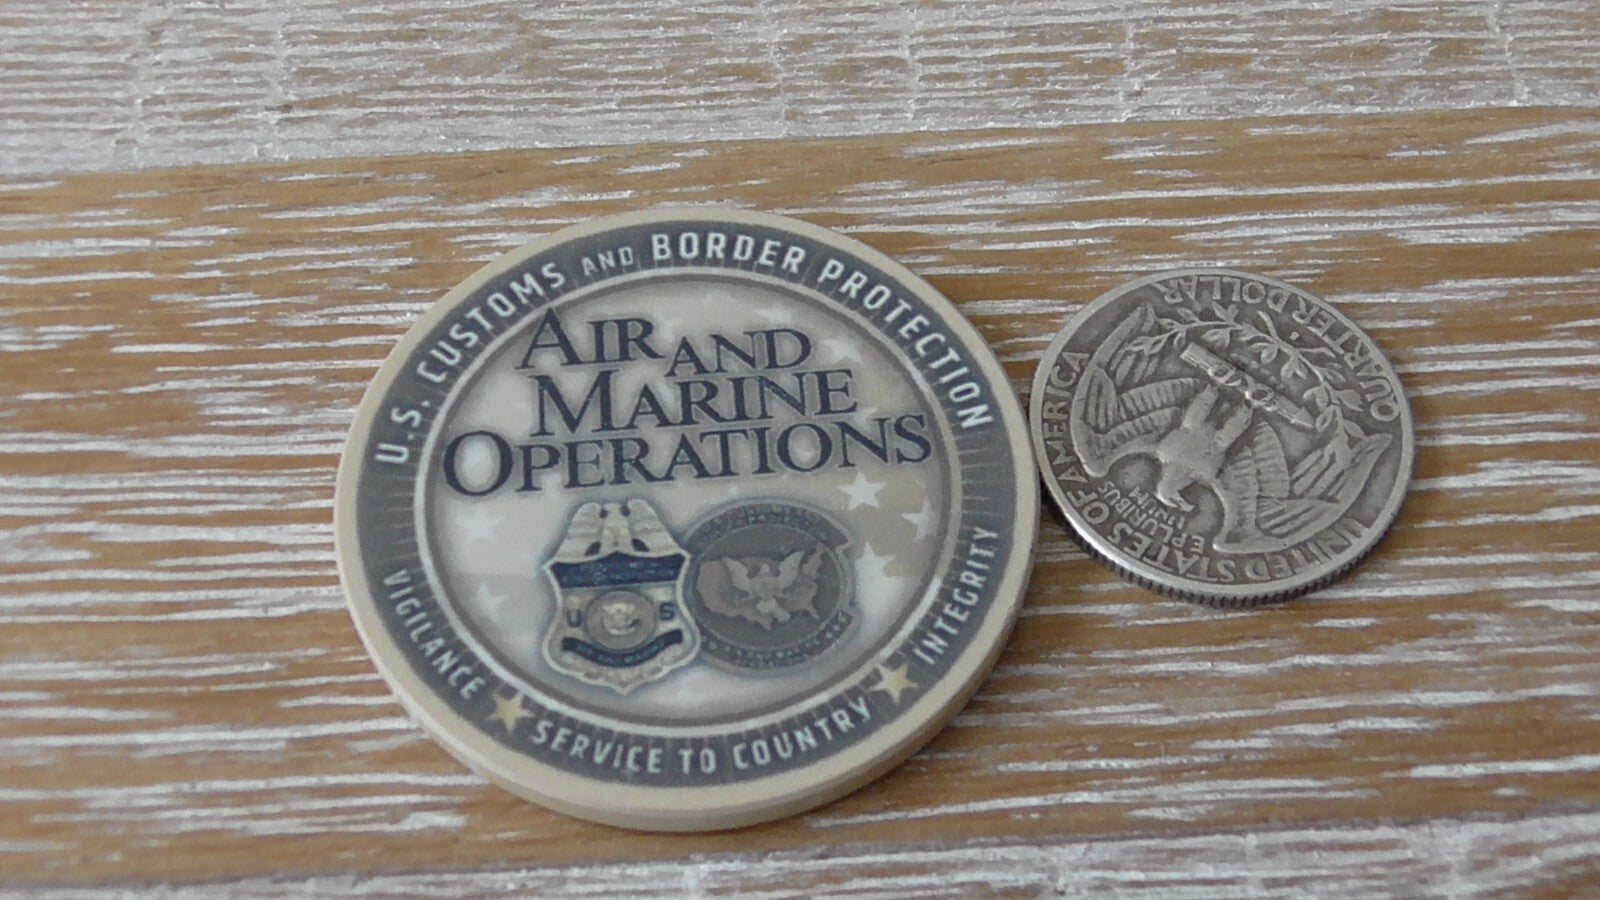 U.S. CUSTOMS AND BORDER PROTECTION
AIR AND
MARINE
OPERATIONS
U S
VIGILANCE ★ SERVICE TO COUNTRY ★ INTEGRITY
UNITED STATES OF AMERICA
E PLURIBUS
UNUM
QUARTER DOLLAR